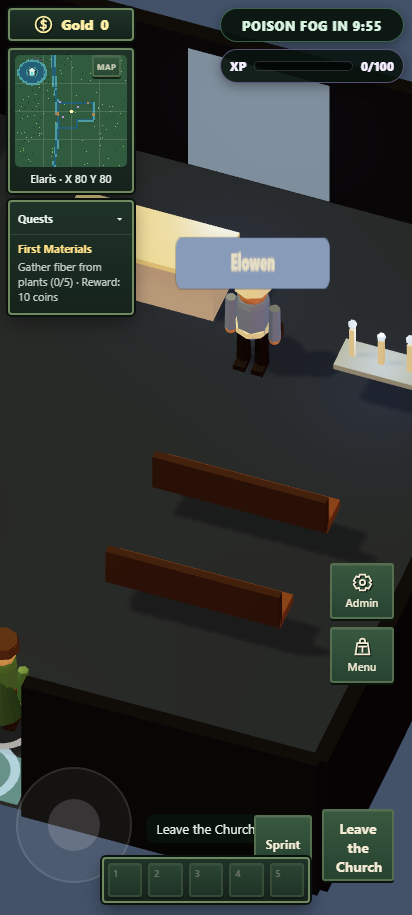 Gold 0
POISON FOG IN 9:55
XP 0/100
MAP
Elaris · X 80 Y 80
Quests
First Materials
Gather fiber from
plants (0/5) · Reward:
10 coins
Elowen
Admin
Menu
Leave the Church
Sprint
Leave
the
Church
1 2 3 4 5